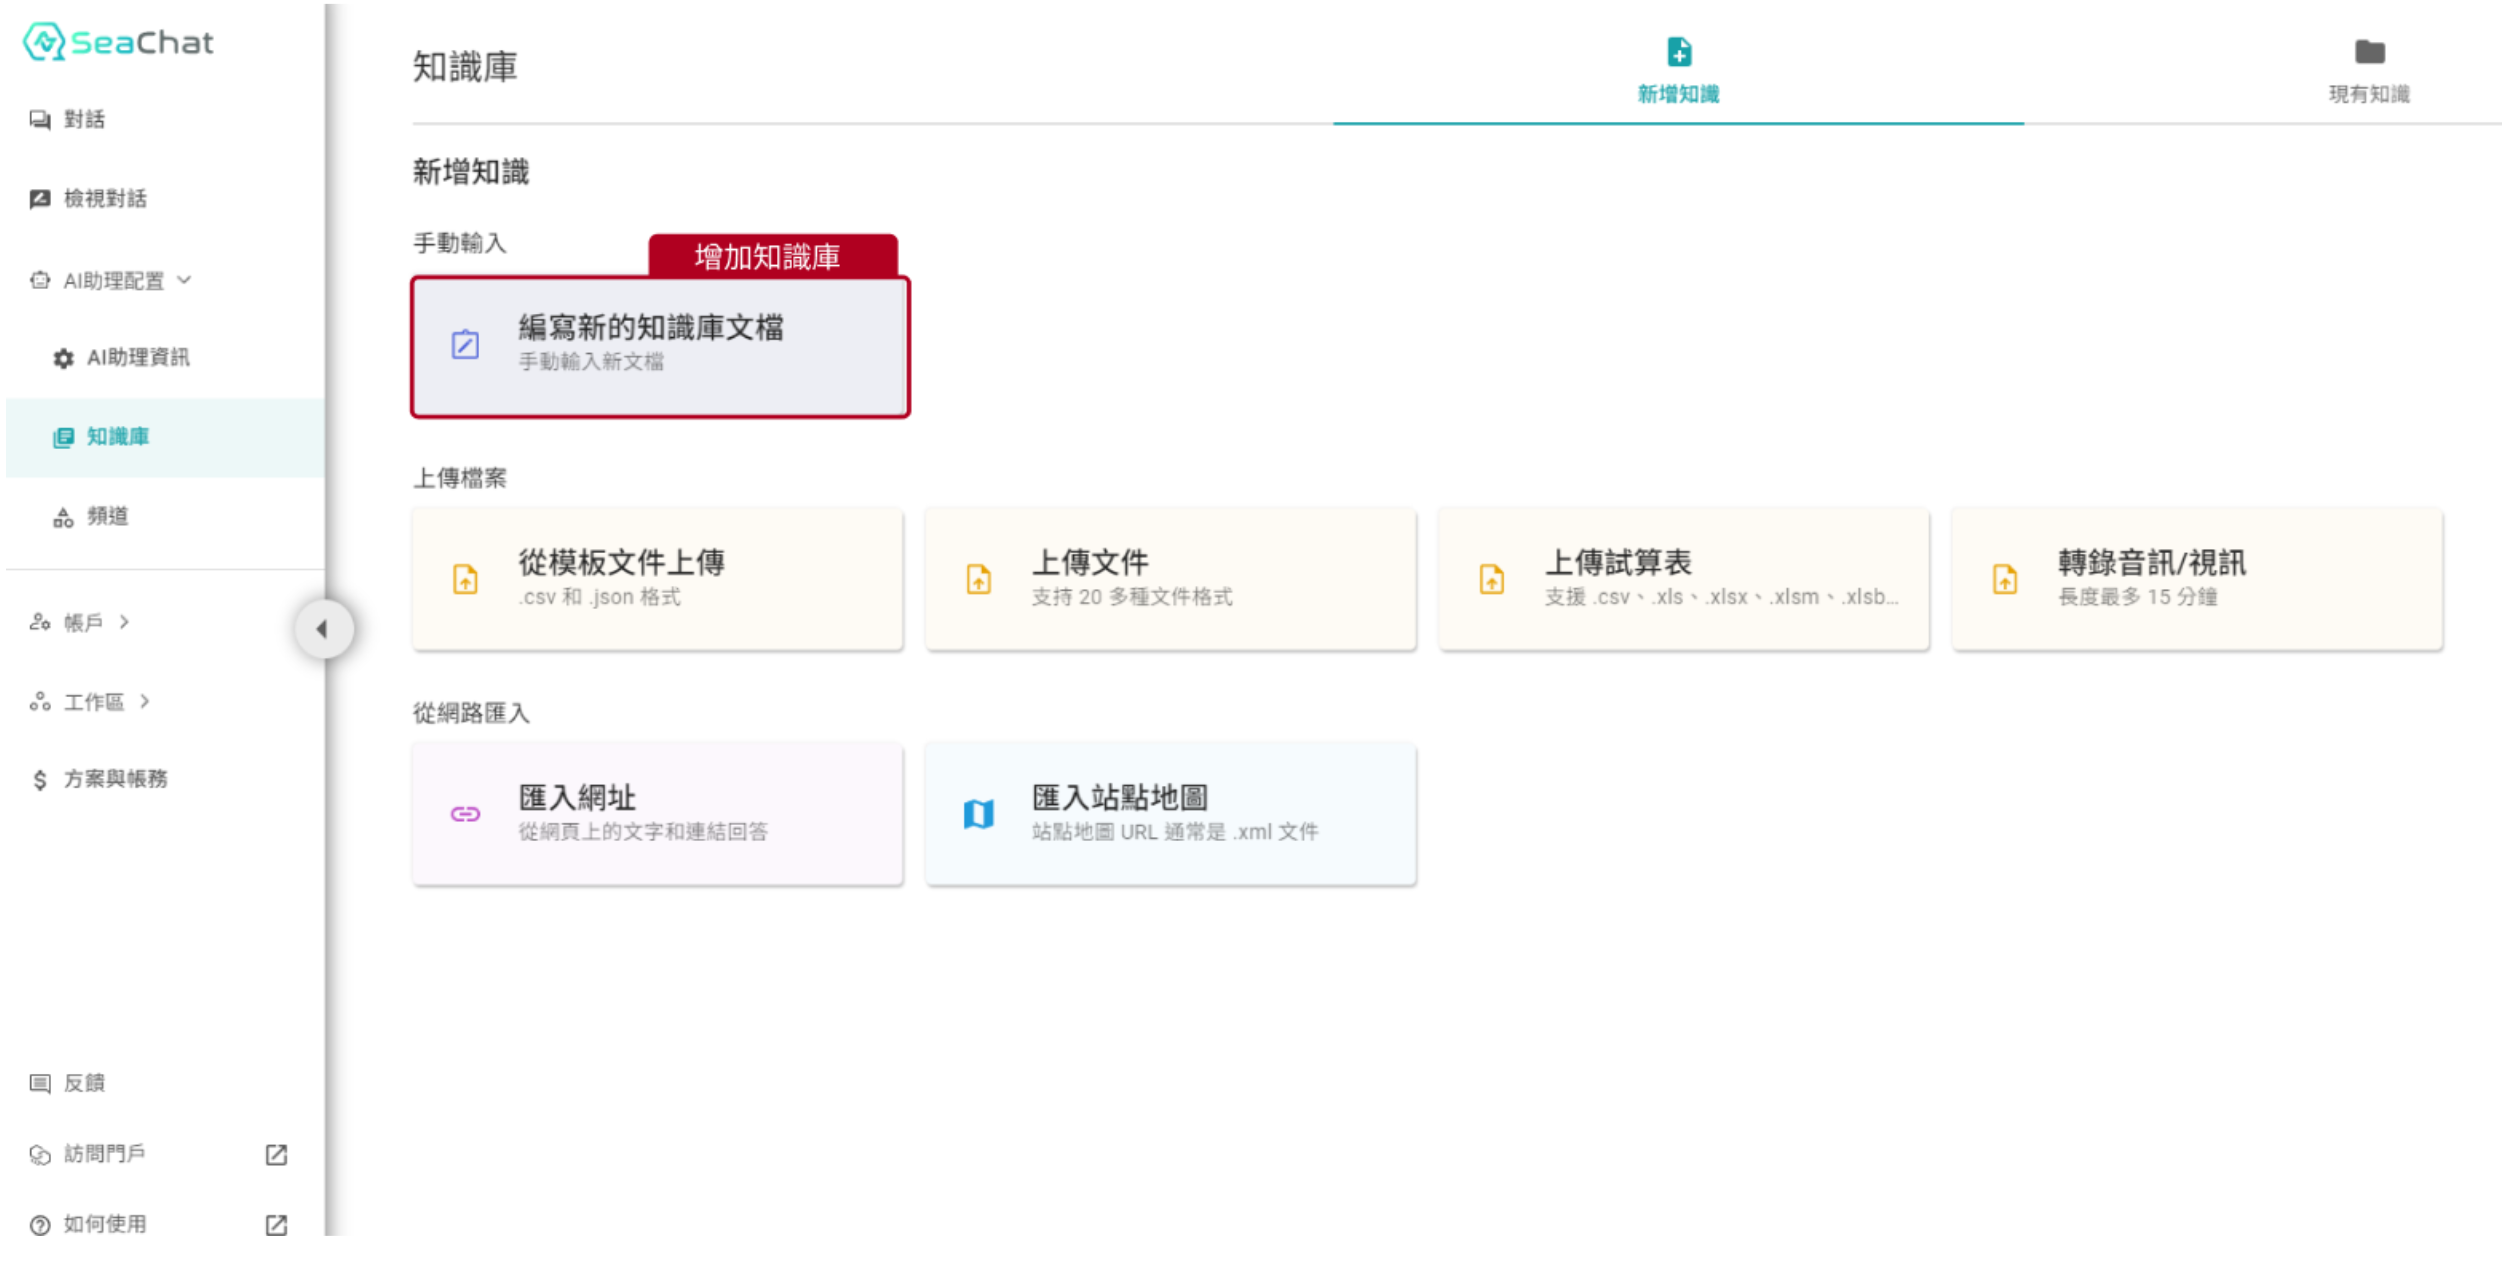 SeaChat
對話
檢視對話
AI助理配置
AI助理資訊
知識庫
頻道
帳戶
工作區
方案與帳務
反饋
訪問門戶
如何使用
知識庫
新增知識
現有知識
新增知識
手動輸入
增加知識庫
編寫新的知識庫文檔
手動輸入新文檔
上傳檔案
從模板文件上傳
.csv 和 .json 格式
上傳文件
支持 20 多種文件格式
上傳試算表
支援 .csv、.xls、.xlsx、.xlsm、.xlsb...
轉錄音訊/視訊
長度最多 15 分鐘
從網路匯入
匯入網址
從網頁上的文字和連結回答
匯入站點地圖
站點地圖 URL 通常是 .xml 文件